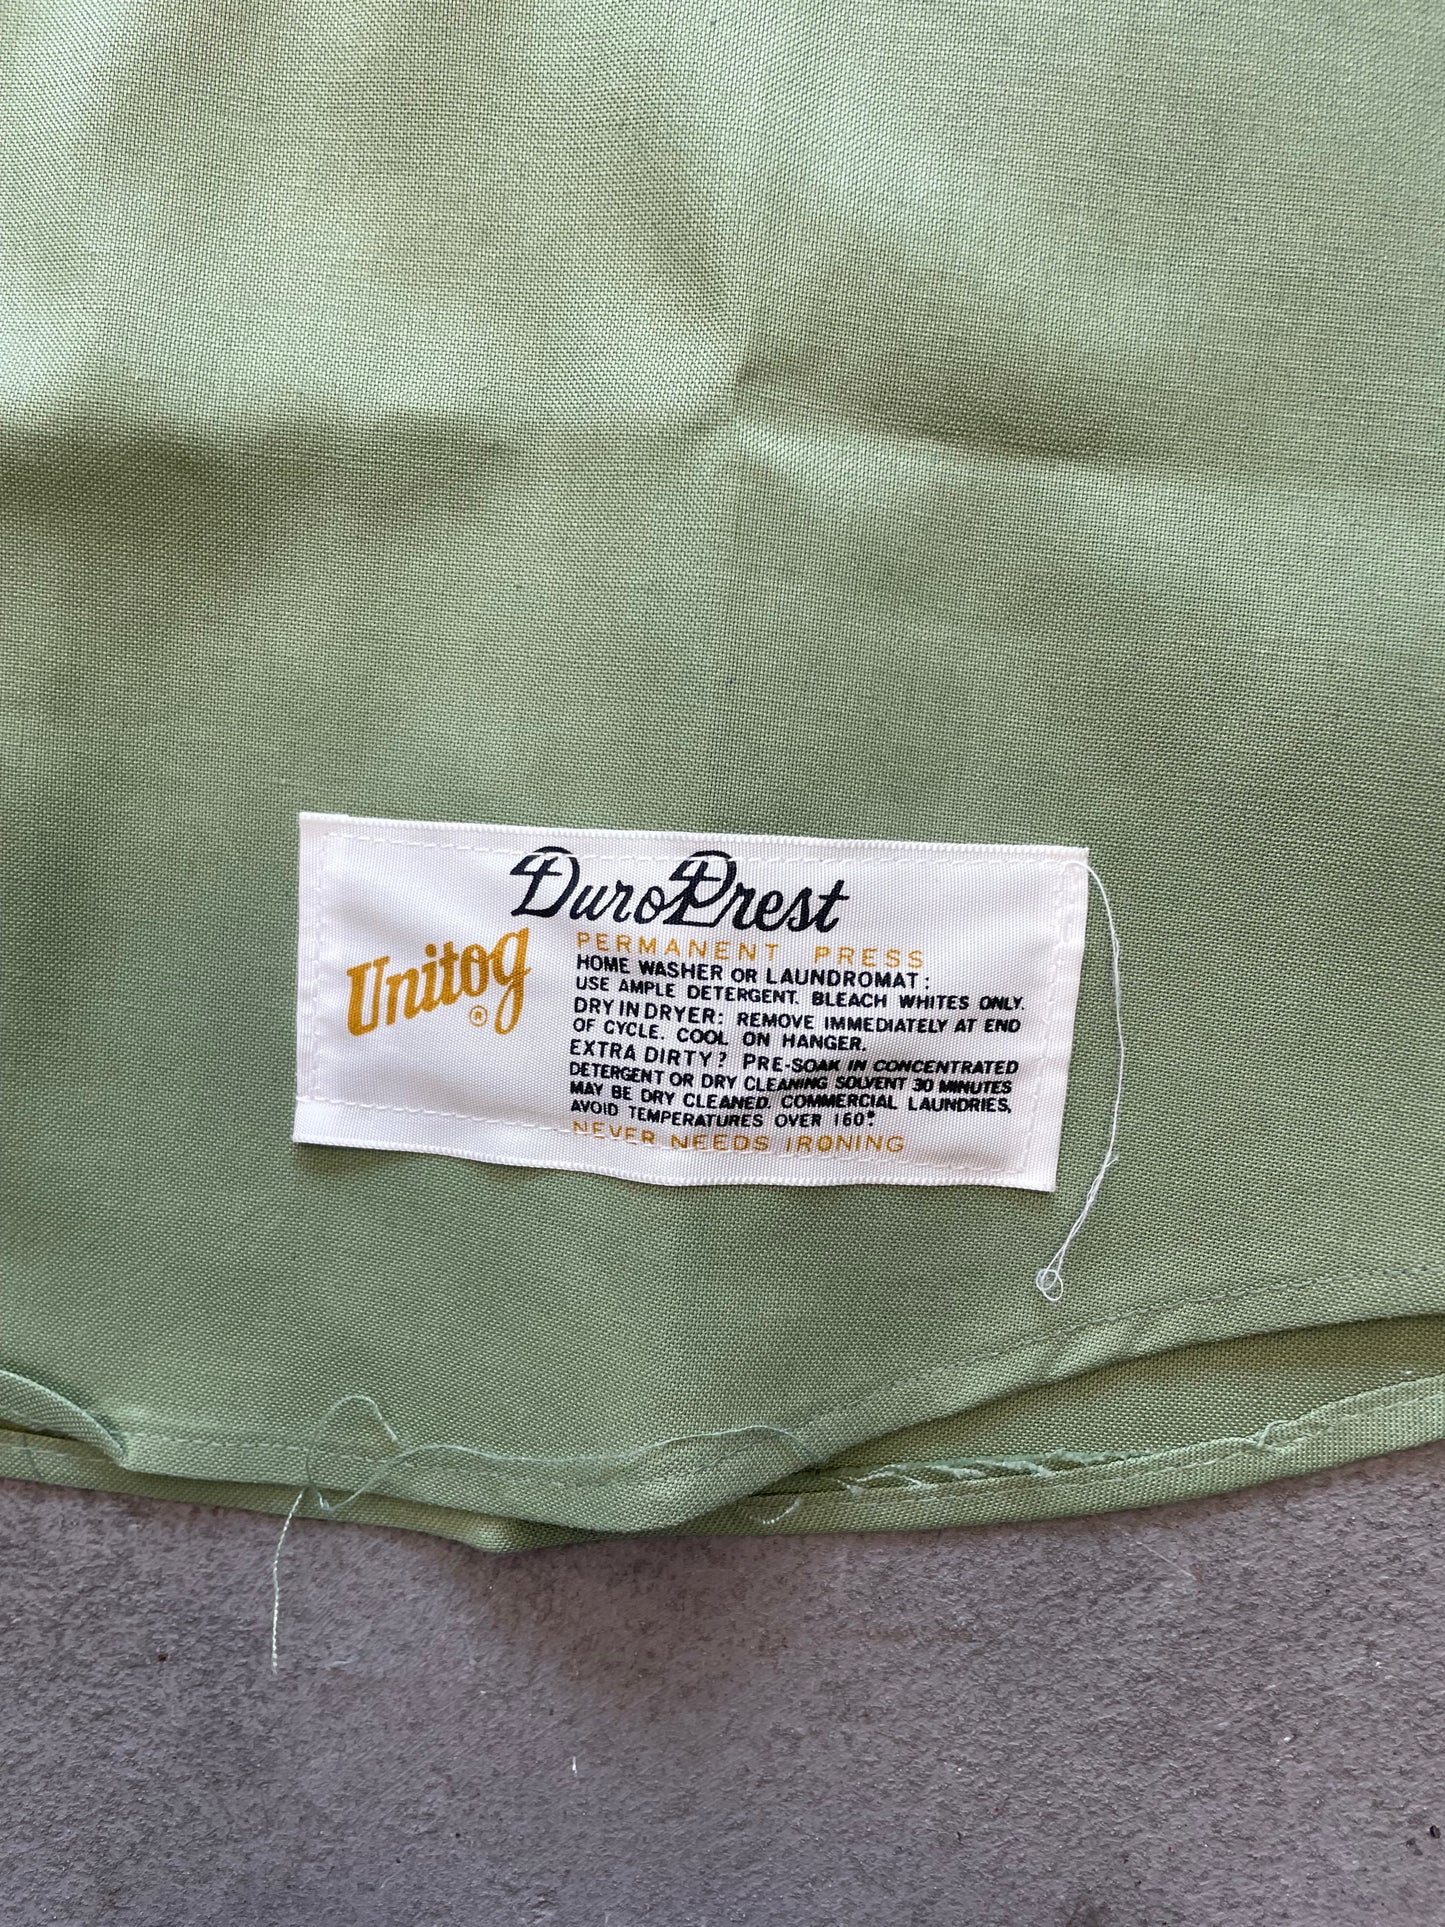 DuroPrest
Unitog ®
PERMANENT PRESS
HOME WASHER OR LAUNDROMAT:
USE AMPLE DETERGENT. BLEACH WHITES ONLY.
DRY IN DRYER: REMOVE IMMEDIATELY AT END
OF CYCLE. COOL ON HANGER.
EXTRA DIRTY? PRE-SOAK IN CONCENTRATED
DETERGENT OR DRY CLEANING SOLVENT 30 MINUTES
MAY BE DRY CLEANED. COMMERCIAL LAUNDRIES,
AVOID TEMPERATURES OVER 160°.
NEVER NEEDS IRONING